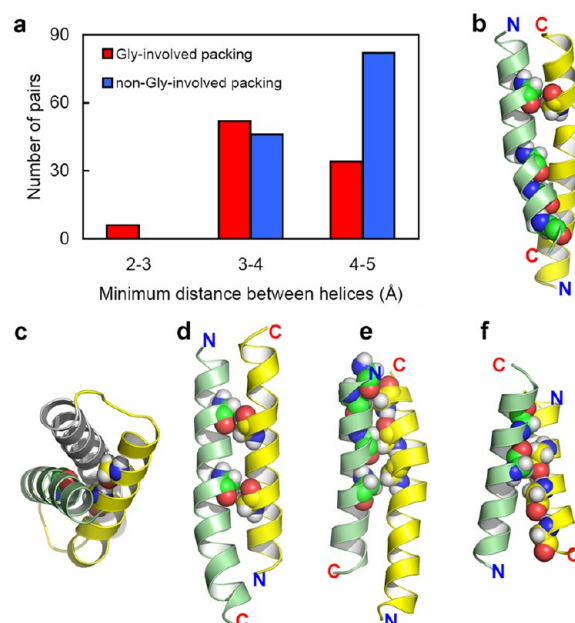 a
90
Gly-involved packing
non-Gly-involved packing
60
30
0
Number of pairs
2-3 3-4 4-5
Minimum distance between helices (Å)
b
N C
C
N
c
d
N
C
N
C
e
N C
C
N
f
C
N
N
C